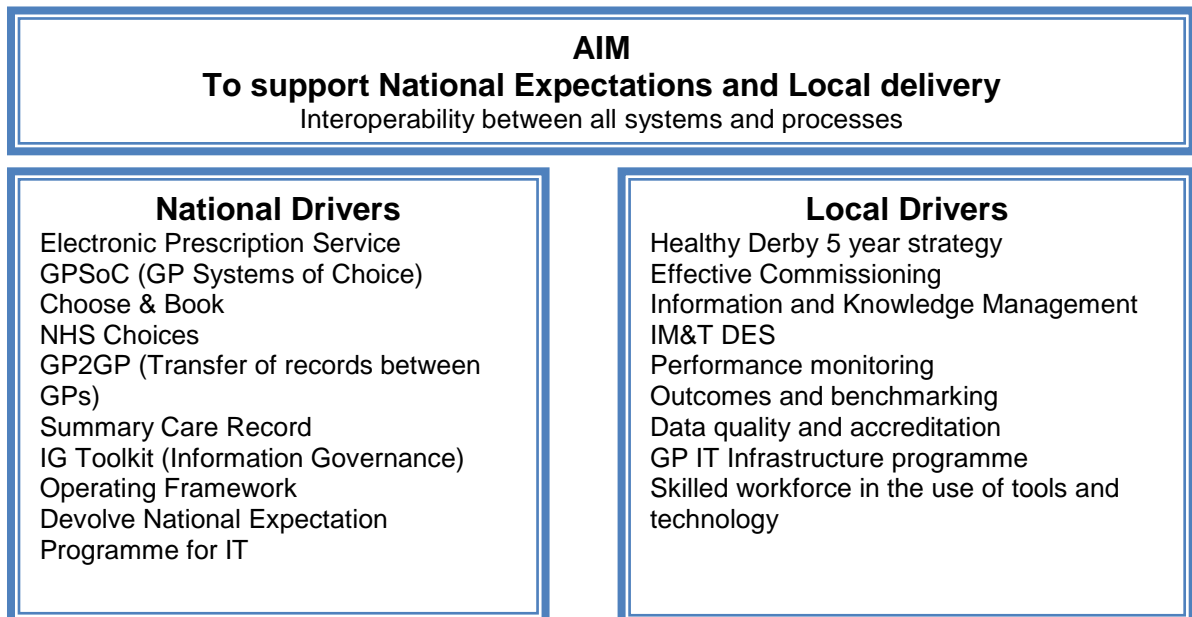 AIM
To support National Expectations and Local delivery
Interoperability between all systems and processes
National Drivers
Electronic Prescription Service
GPSoC (GP Systems of Choice)
Choose & Book
NHS Choices
GP2GP (Transfer of records between
GPs)
Summary Care Record
IG Toolkit (Information Governance)
Operating Framework
Devolve National Expectation
Programme for IT
Local Drivers
Healthy Derby 5 year strategy
Effective Commissioning
Information and Knowledge Management
IM&T DES
Performance monitoring
Outcomes and benchmarking
Data quality and accreditation
GP IT Infrastructure programme
Skilled workforce in the use of tools and
technology